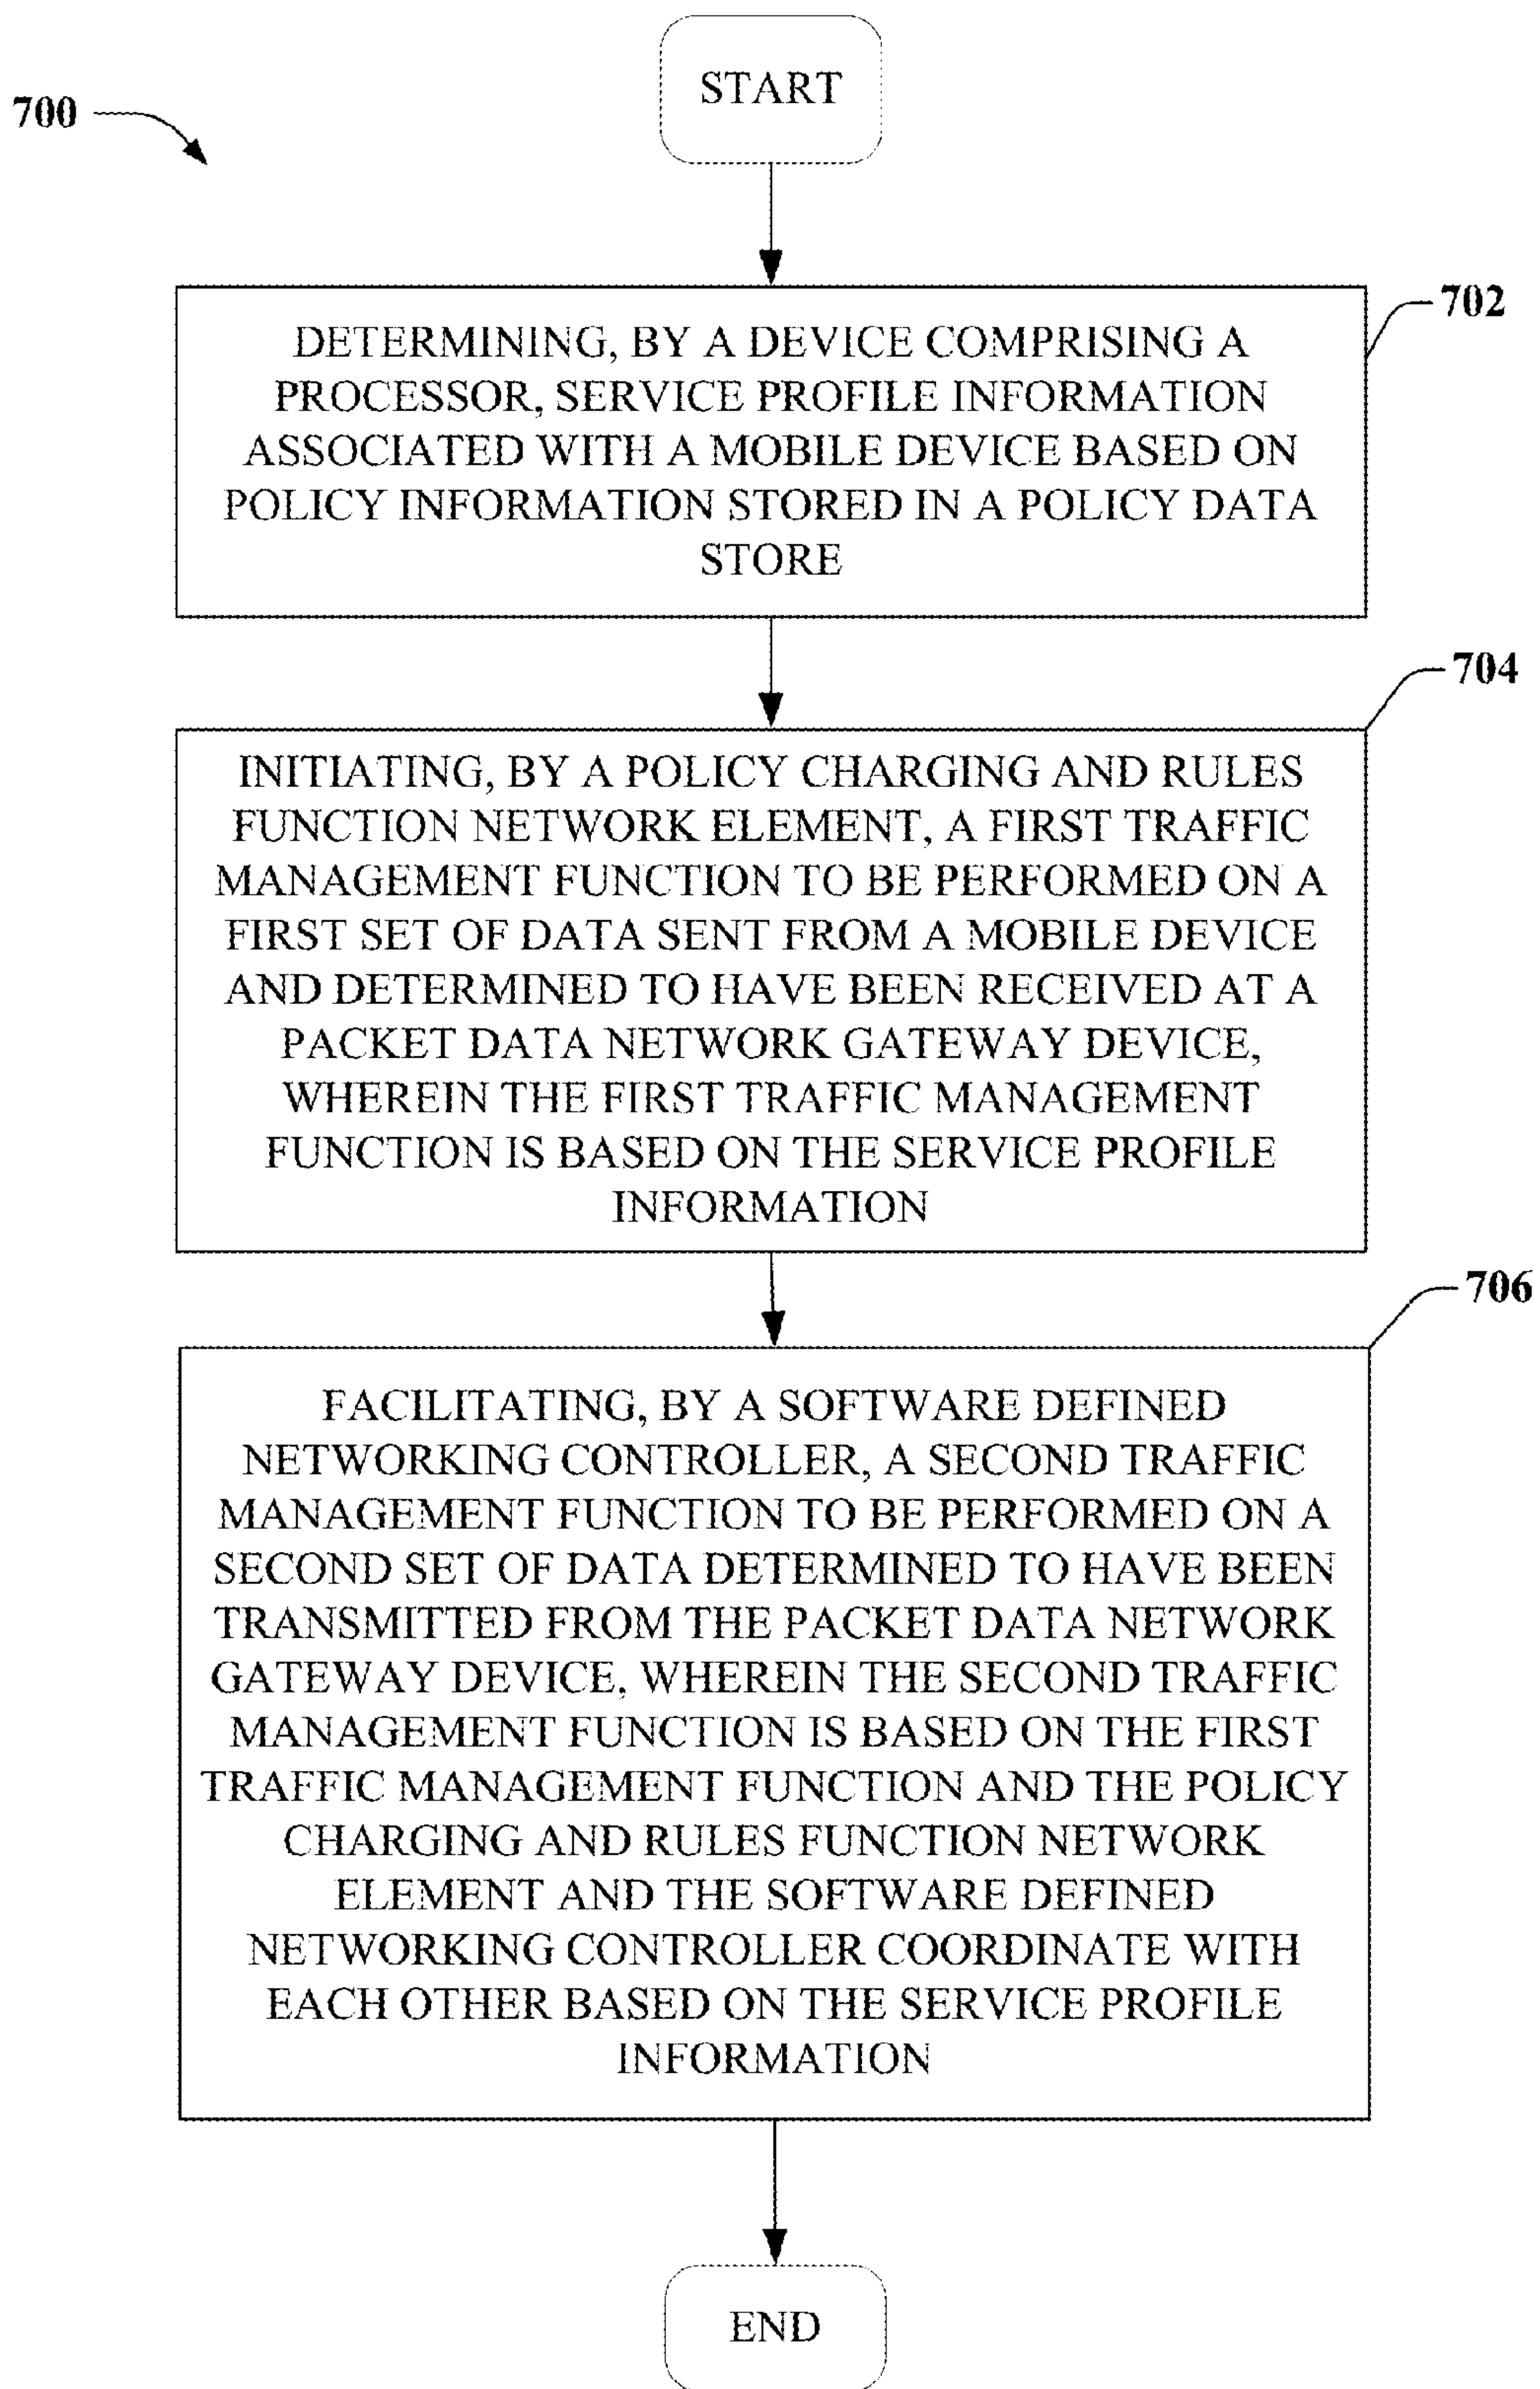 START
700
702
DETERMINING, BY A DEVICE COMPRISING A
PROCESSOR, SERVICE PROFILE INFORMATION
ASSOCIATED WITH A MOBILE DEVICE BASED ON
POLICY INFORMATION STORED IN A POLICY DATA
STORE
704
INITIATING, BY A POLICY CHARGING AND RULES
FUNCTION NETWORK ELEMENT, A FIRST TRAFFIC
MANAGEMENT FUNCTION TO BE PERFORMED ON A
FIRST SET OF DATA SENT FROM A MOBILE DEVICE
AND DETERMINED TO HAVE BEEN RECEIVED AT A
PACKET DATA NETWORK GATEWAY DEVICE,
WHEREIN THE FIRST TRAFFIC MANAGEMENT
FUNCTION IS BASED ON THE SERVICE PROFILE
INFORMATION
706
FACILITATING, BY A SOFTWARE DEFINED
NETWORKING CONTROLLER, A SECOND TRAFFIC
MANAGEMENT FUNCTION TO BE PERFORMED ON A
SECOND SET OF DATA DETERMINED TO HAVE BEEN
TRANSMITTED FROM THE PACKET DATA NETWORK
GATEWAY DEVICE, WHEREIN THE SECOND TRAFFIC
MANAGEMENT FUNCTION IS BASED ON THE FIRST
TRAFFIC MANAGEMENT FUNCTION AND THE POLICY
CHARGING AND RULES FUNCTION NETWORK
ELEMENT AND THE SOFTWARE DEFINED
NETWORKING CONTROLLER COORDINATE WITH
EACH OTHER BASED ON THE SERVICE PROFILE
INFORMATION
END